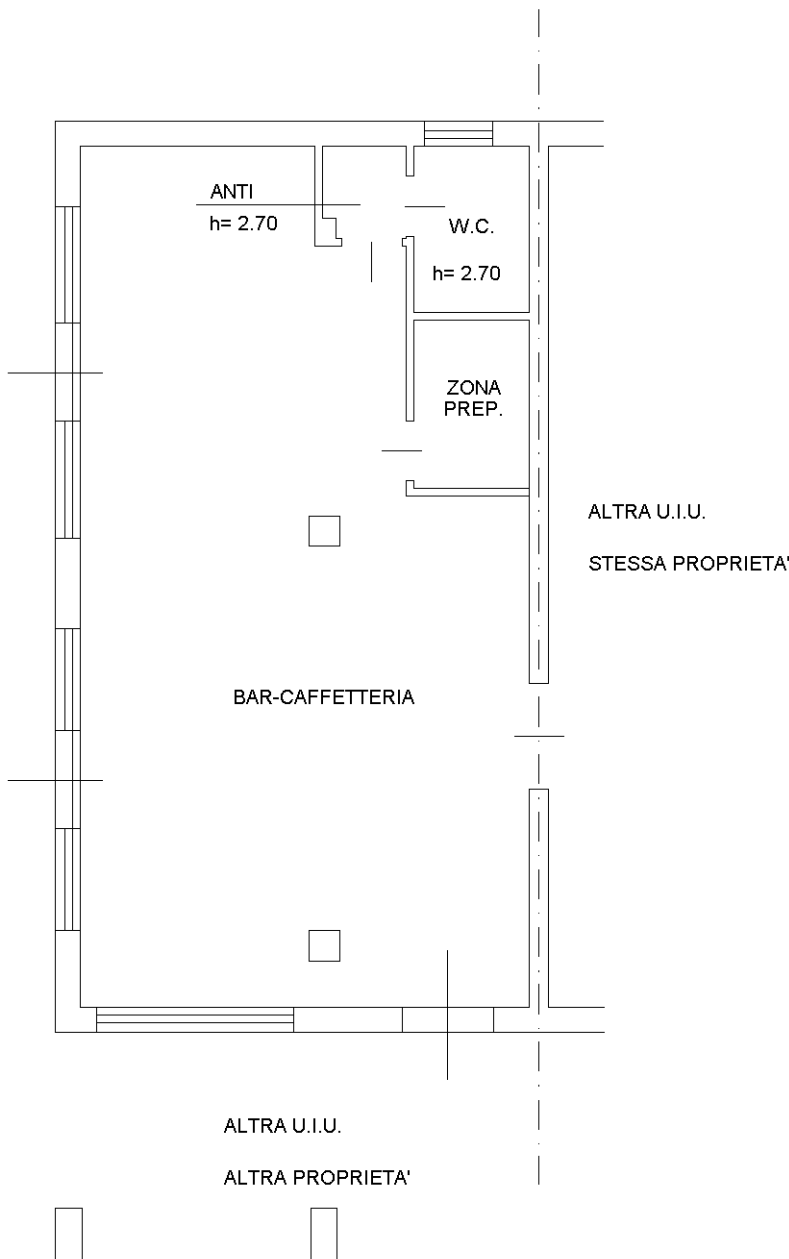 ANTI
h= 2.70
W.C.
h= 2.70
ZONA
PREP.
ALTRA U.I.U.
STESSA PROPRIETA'
BAR-CAFFETTERIA
ALTRA U.I.U.
ALTRA PROPRIETA'